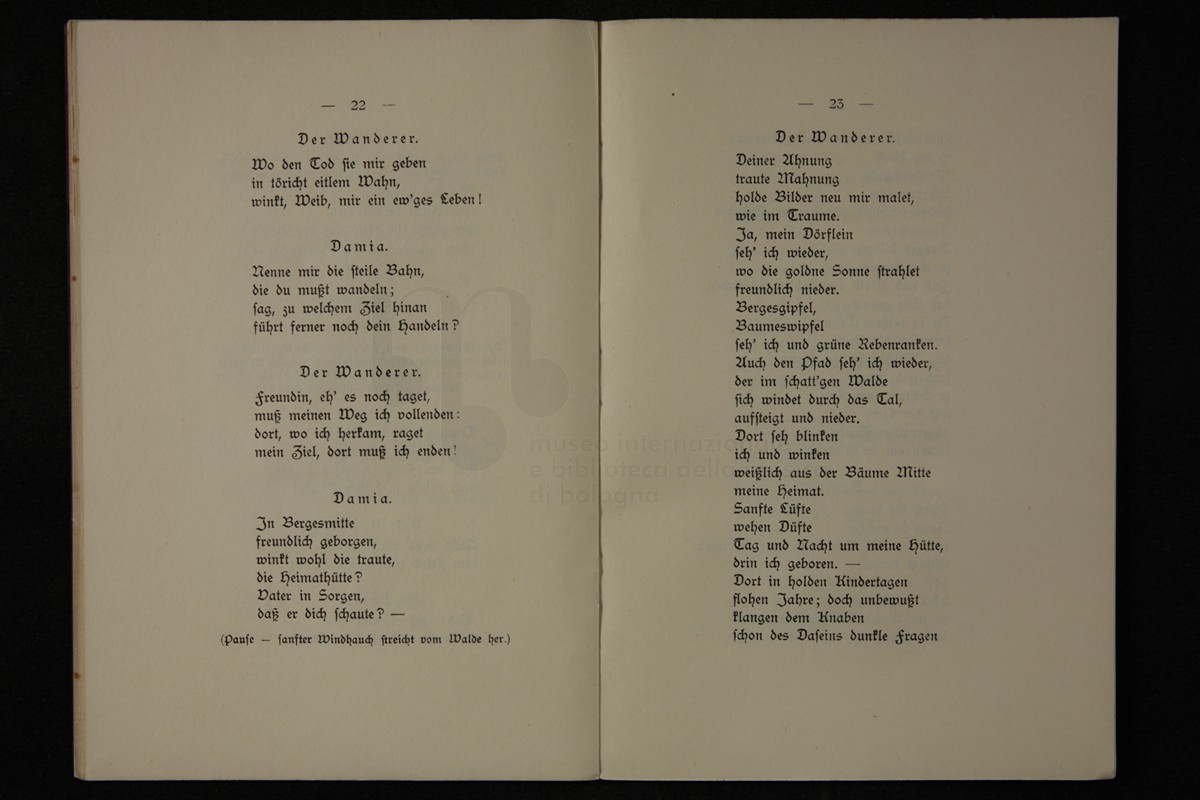 — 22 —
Der Wanderer.
Wo den Tod sie mir geben
in töricht eitlem Wahn,
winkt, Weib, mir ein ew'ges Leben!
Damia.
Nenne mir die steile Bahn,
die du mußt wandeln;
sag, zu welchem Ziel hinan
führt ferner noch dein Handeln?
Der Wanderer.
Freundin, eh' es noch taget,
muß meinen Weg ich vollenden:
dort, wo ich herkam, raget
mein Ziel, dort muß ich enden!
Damia.
In Bergesmitte
freundlich geborgen,
winkt wohl die traute,
die Heimathütte?
Vater in Sorgen,
daß er dich schaute? —
(Pause — sanfter Windhauch streicht vom Walde her.)
— 23 —
Der Wanderer.
Deiner Ahnung
traute Mahnung
holde Bilder neu mir malet,
wie im Traume.
Ja, mein Dörflein
seh' ich wieder,
wo die goldne Sonne strahlet
freundlich nieder.
Bergesgipfel,
Baumeswipfel
seh' ich und grüne Rebenranken.
Auch den Pfad seh' ich wieder,
der im schatt'gen Walde
sich windet durch das Tal,
aufsteigt und nieder.
Dort seh blinken
ich und winken
weißlich aus der Bäume Mitte
meine Heimat.
Sanfte Lüfte
wehen Düfte
Tag und Nacht um meine Hütte,
drin ich geboren. —
Dort in holden Kindertagen
flohen Jahre; doch unbewußt
klangen dem Knaben
schon des Daseins dunkle Fragen
museo internazionale
e biblioteca della
di bologna